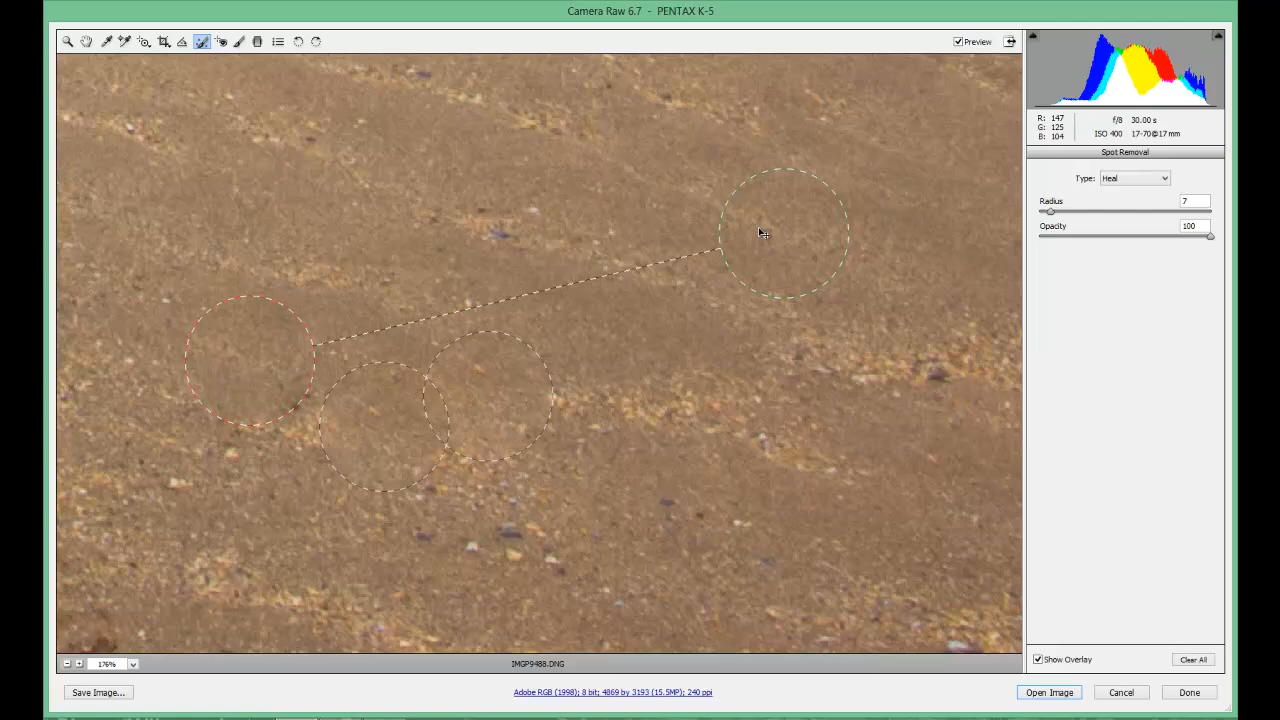 Camera Raw 6.7 - PENTAX K-5
Preview
R: 147
G: 125
B: 104
f/8 30.00 s
ISO 400 17-70@17 mm
Spot Removal
Type: Heal
Radius 7
Opacity 100
176%
IMGP9488.DNG
Show Overlay
Clear All
Save Image...
Adobe RGB (1998); 8 bit; 4869 by 3193 (15.5MP); 240 ppi
Open Image
Cancel
Done